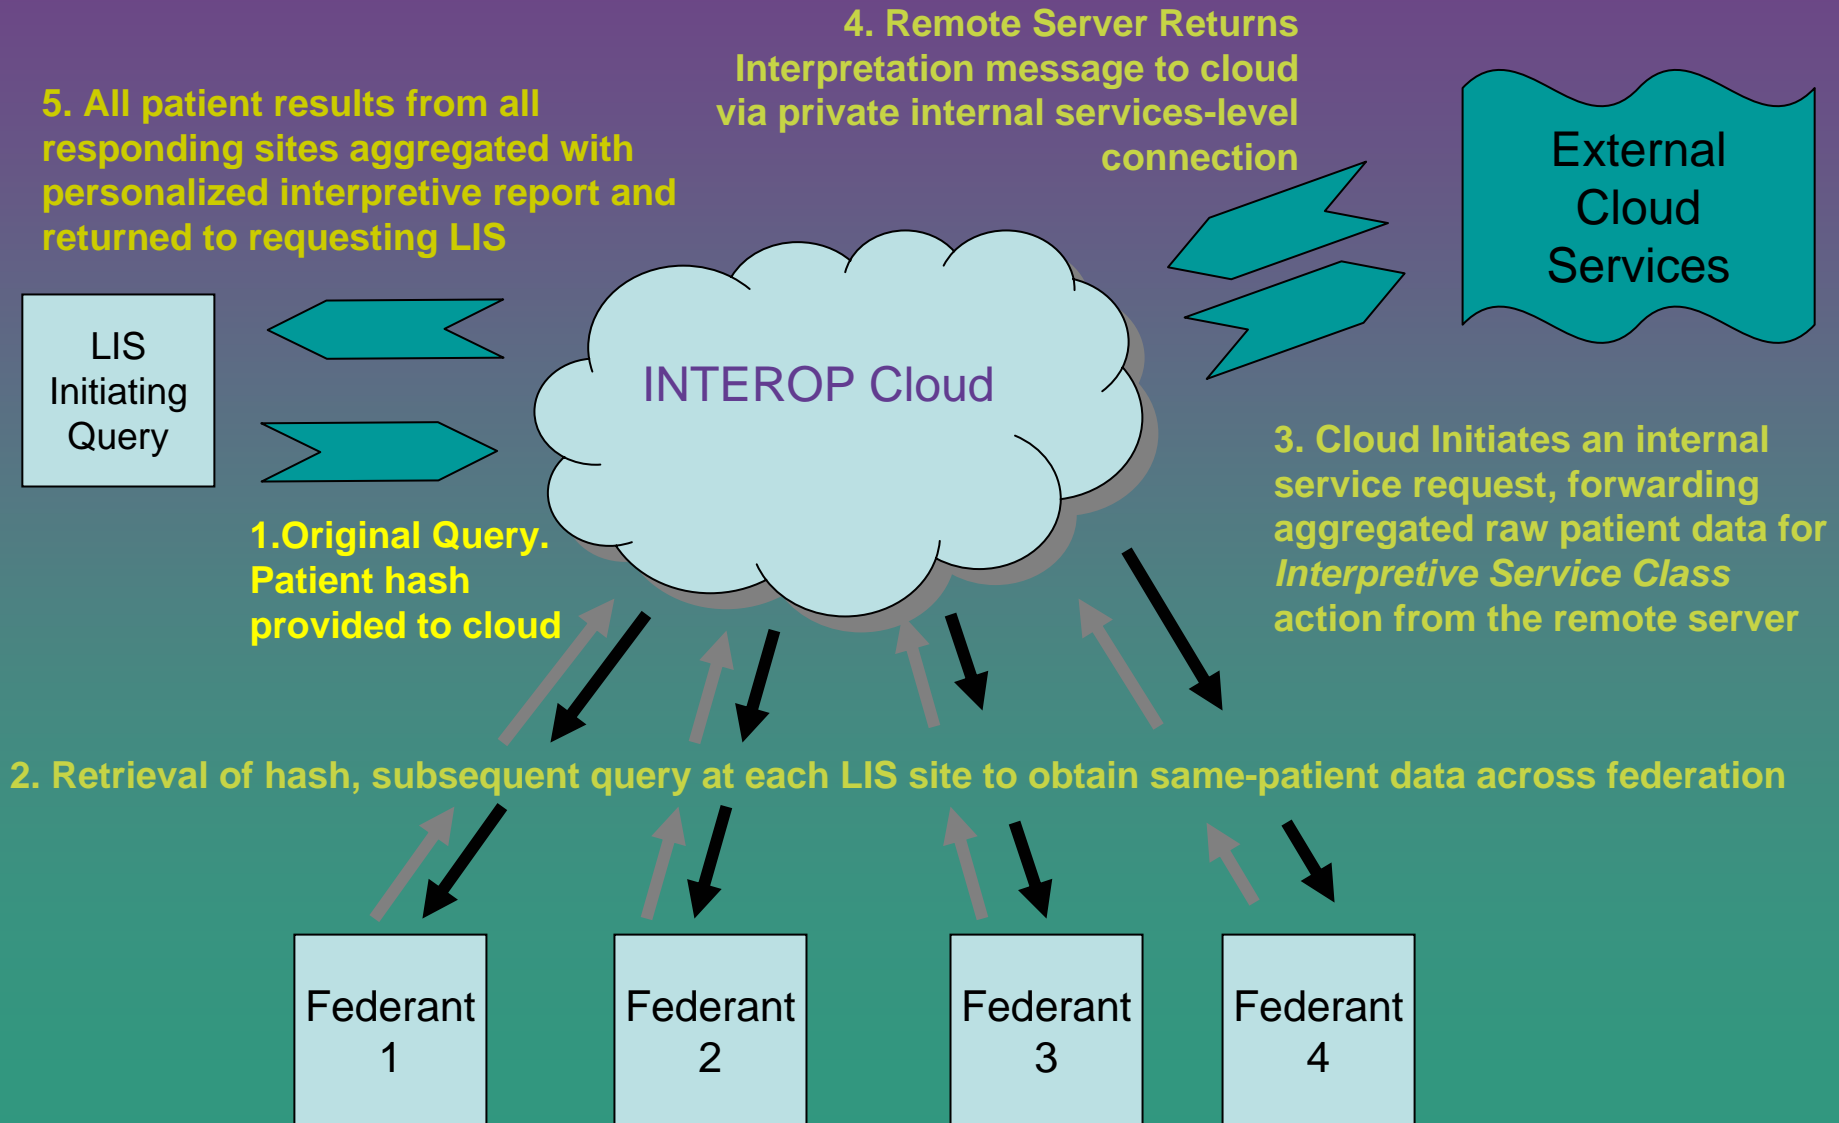 4. Remote Server Returns
Interpretation message to cloud
via private internal services-level
connection
5. All patient results from all
responding sites aggregated with
personalized interpretive report and
returned to requesting LIS
External
Cloud
Services
LIS
Initiating
Query
INTEROP Cloud
3. Cloud Initiates an internal
service request, forwarding
aggregated raw patient data for
Interpretive Service Class
action from the remote server
1.Original Query.
Patient hash
provided to cloud
2. Retrieval of hash, subsequent query at each LIS site to obtain same-patient data across federation
Federant
1
Federant
2
Federant
3
Federant
4